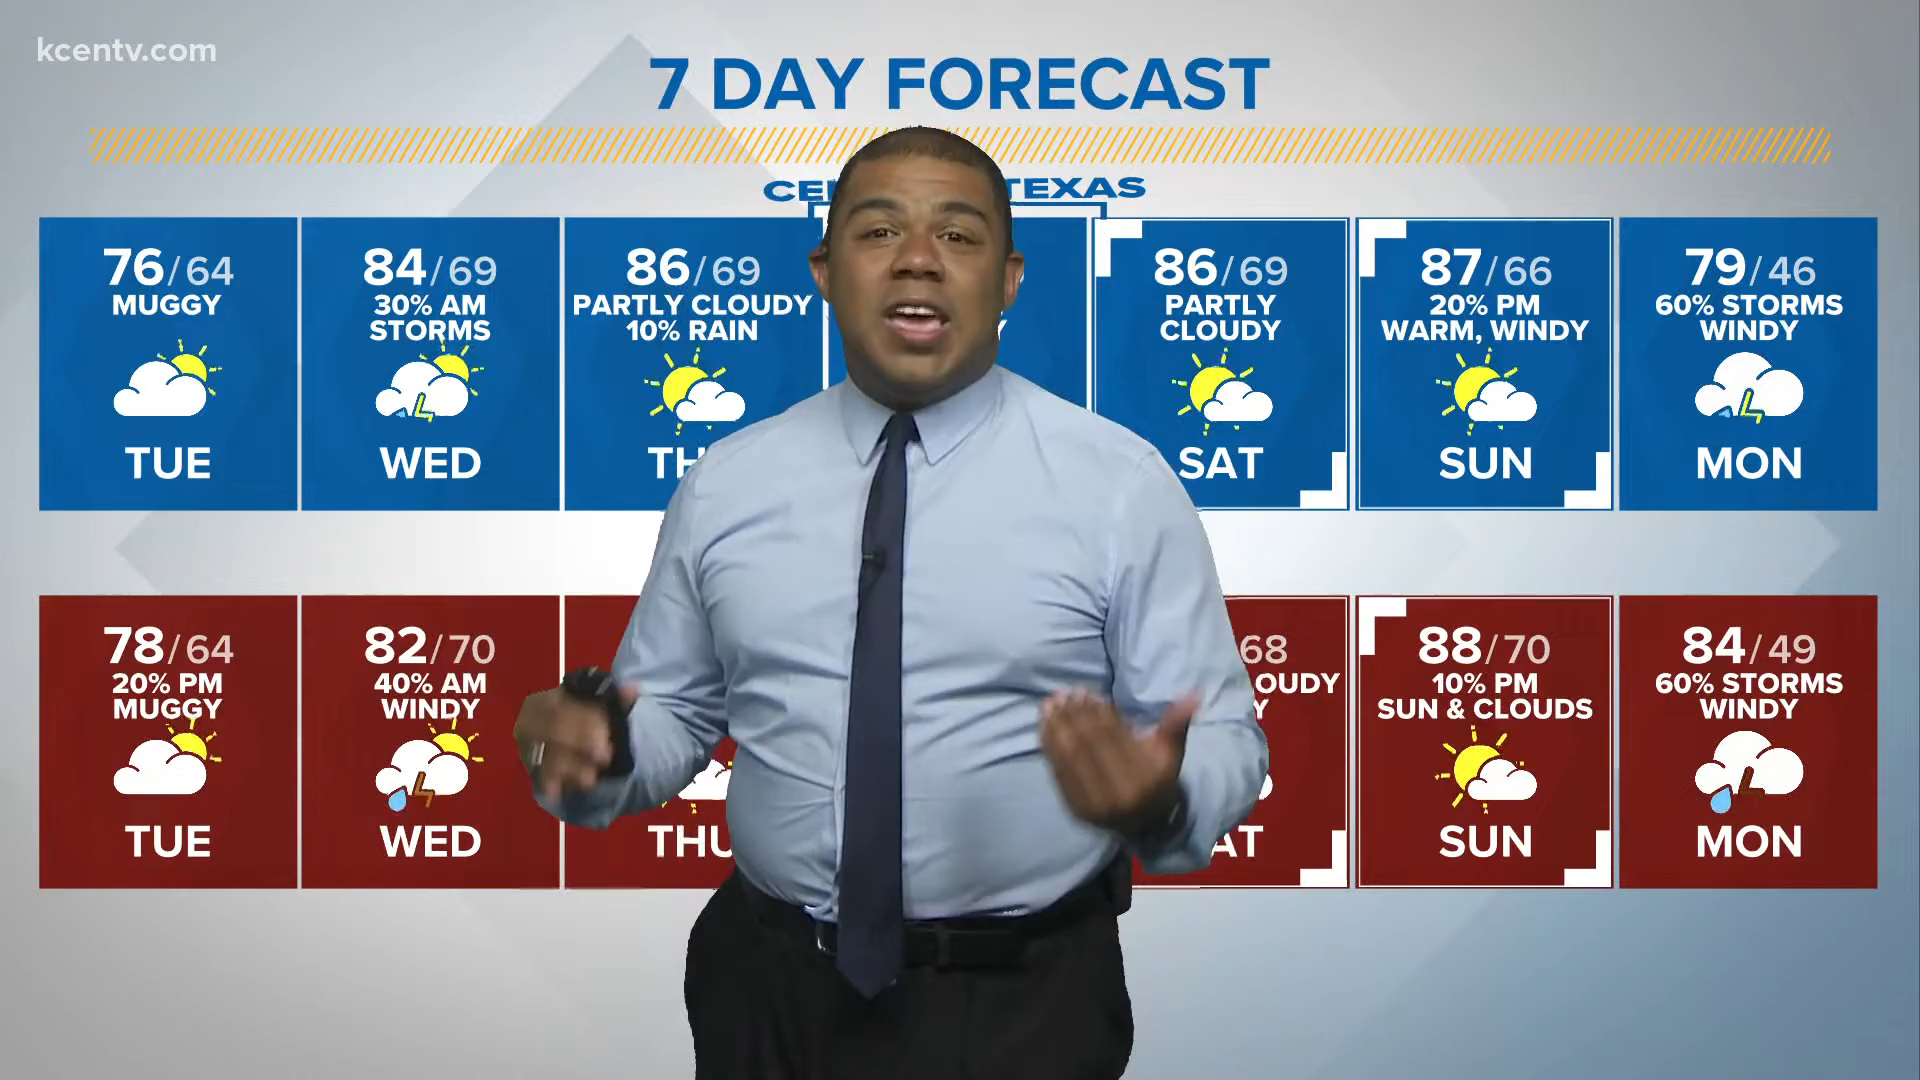 kcentv.com
7 DAY FORECAST
TEXAS
76/64
MUGGY
TUE
84/69
30% AM
STORMS
WED
86/69
PARTLY CLOUDY
10% RAIN
86/69
PARTLY
CLOUDY
SAT
87/66
20% PM
WARM, WINDY
SUN
79/46
60% STORMS
WINDY
MON
78/64
20% PM
MUGGY
TUE
82/70
40% AM
WINDY
WED
THU
68
88/70
10% PM
SUN & CLOUDS
SUN
84/49
60% STORMS
WINDY
MON